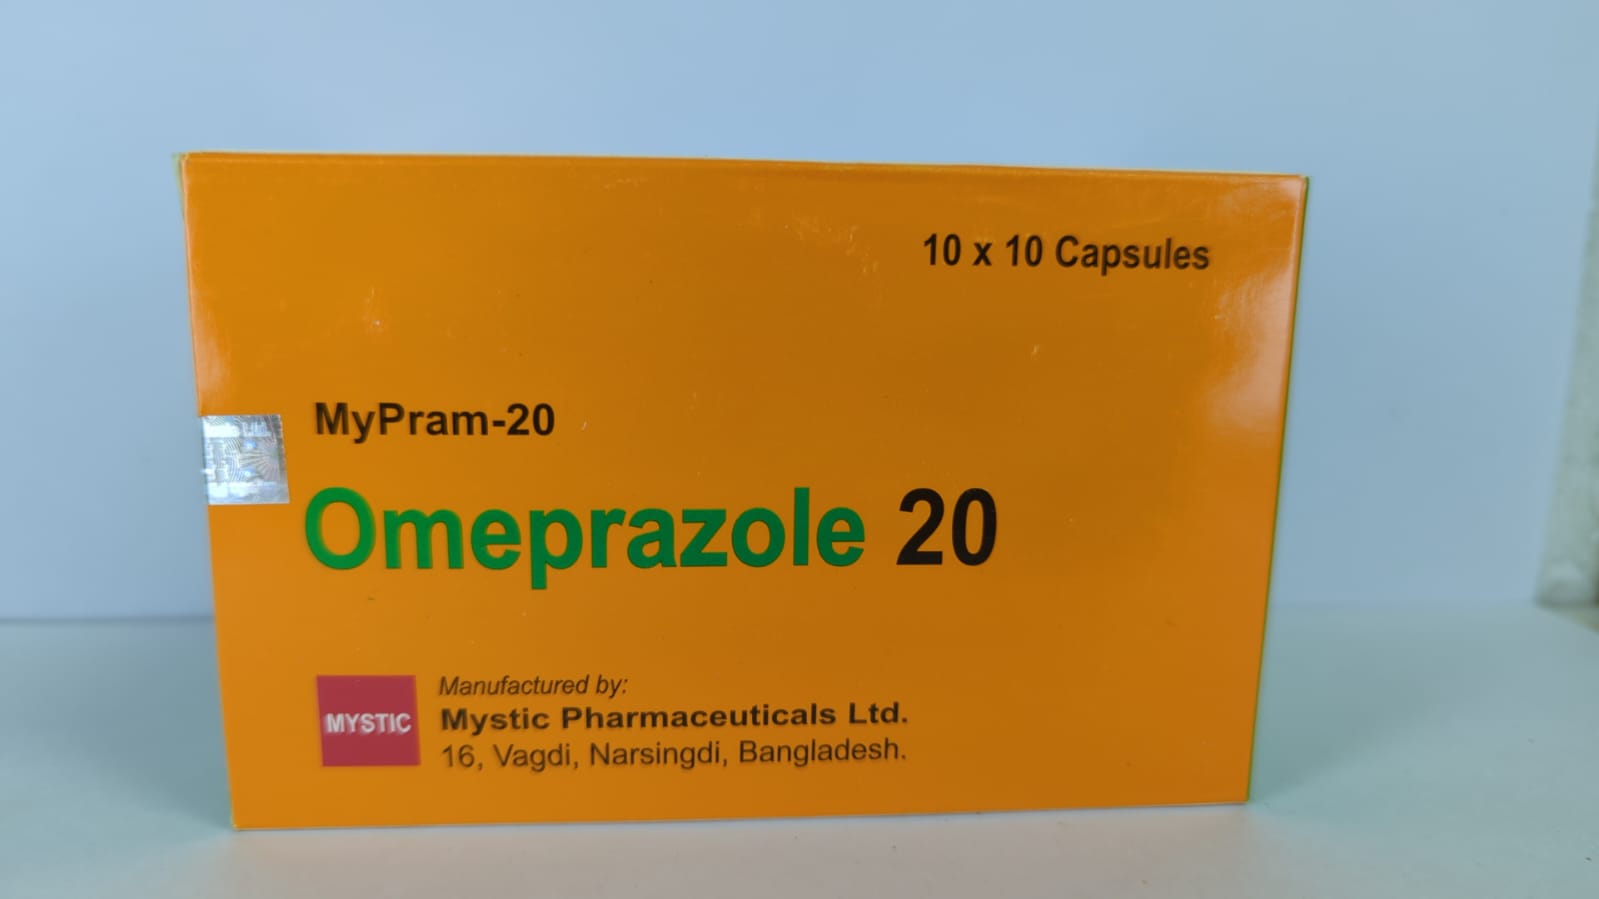 10 x 10 Capsules
MyPram-20
Omeprazole 20
MYSTIC
Manufactured by:
Mystic Pharmaceuticals Ltd.
16, Vagdi, Narsingdi, Bangladesh.